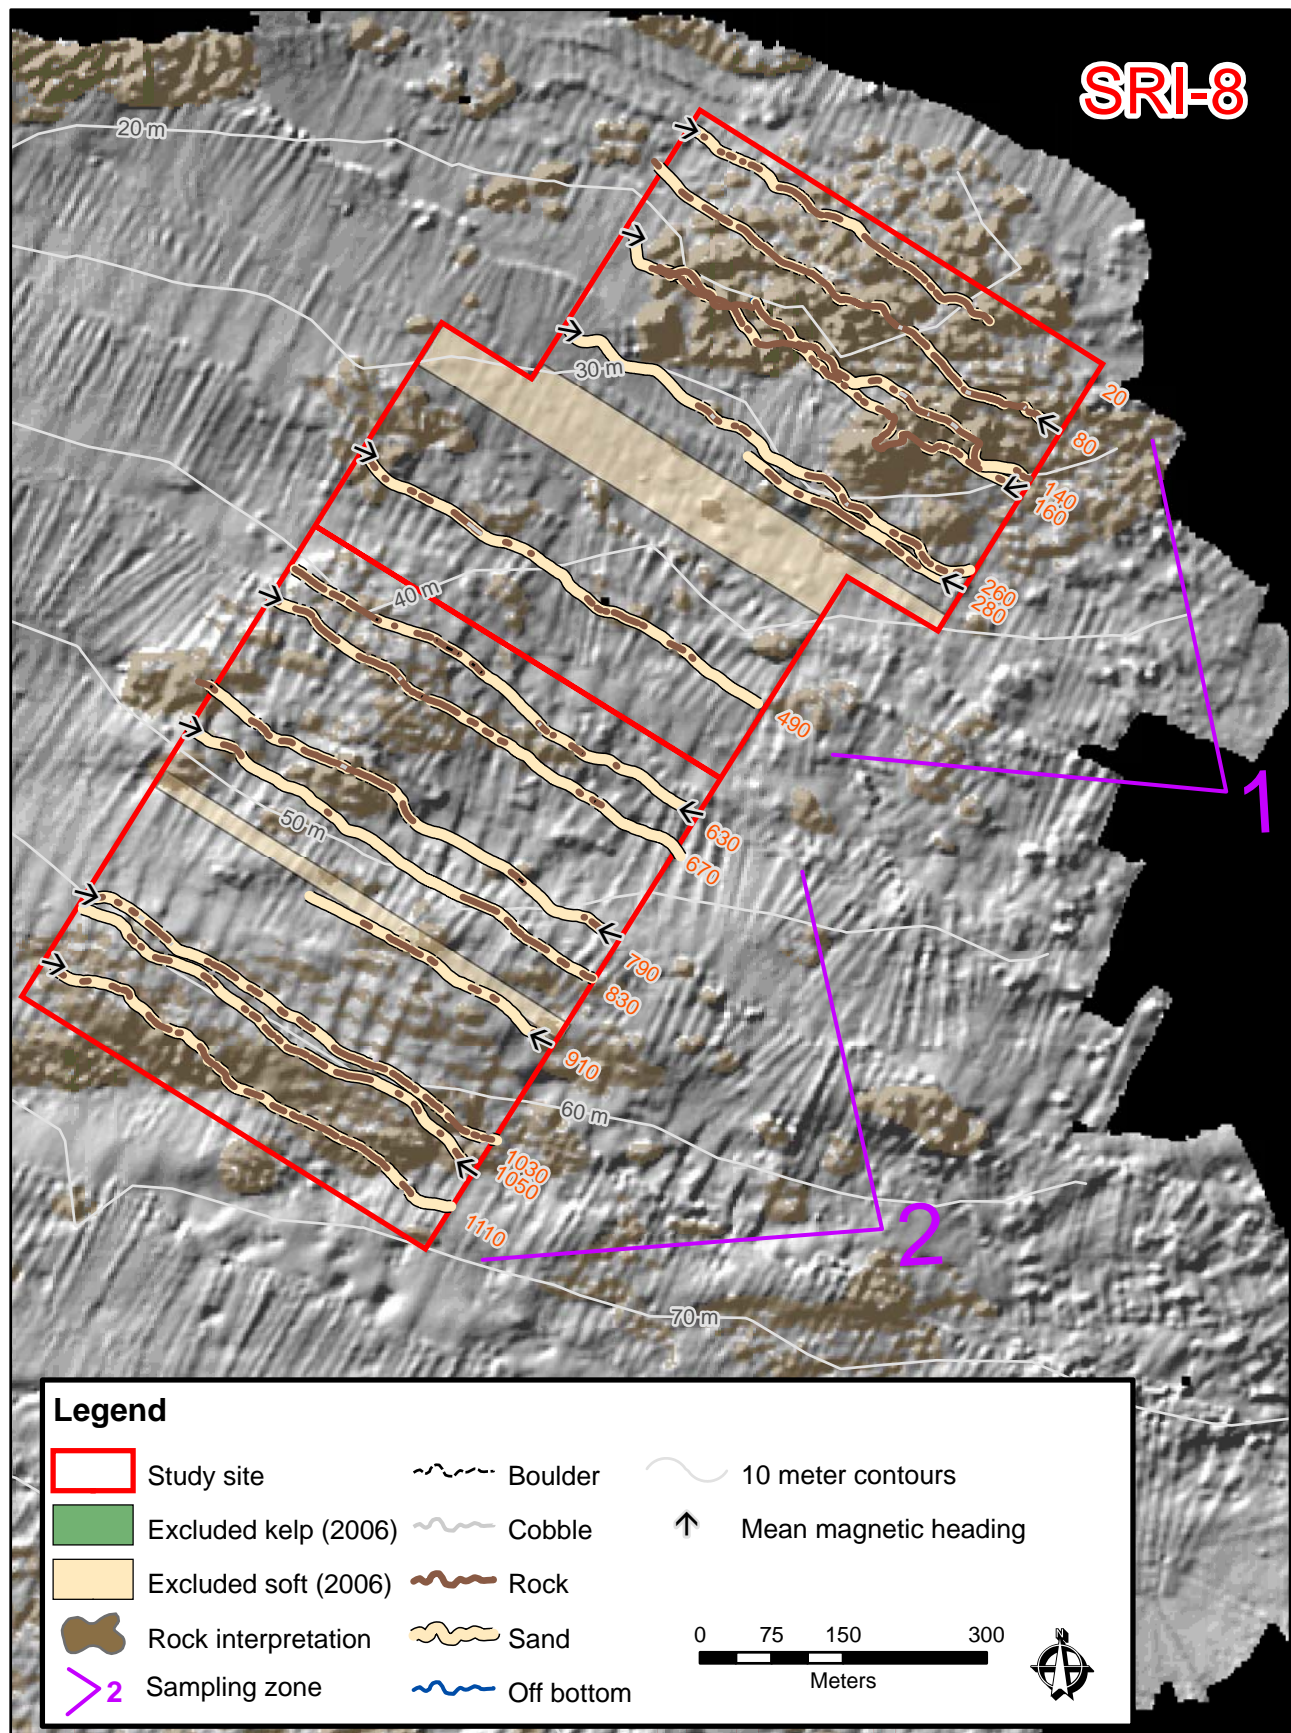 SRI-8
20 m
30 m
20
80
140
160
260
280
40 m
490
1
630
670
50 m
790
830
910
60 m
1030
1050
1110
2
70 m
Legend
Study site
Excluded kelp (2006)
Excluded soft (2006)
Rock interpretation
2 Sampling zone
Boulder
Cobble
Rock
Sand
Off bottom
10 meter contours
Mean magnetic heading
0 75 150 300
Meters
N